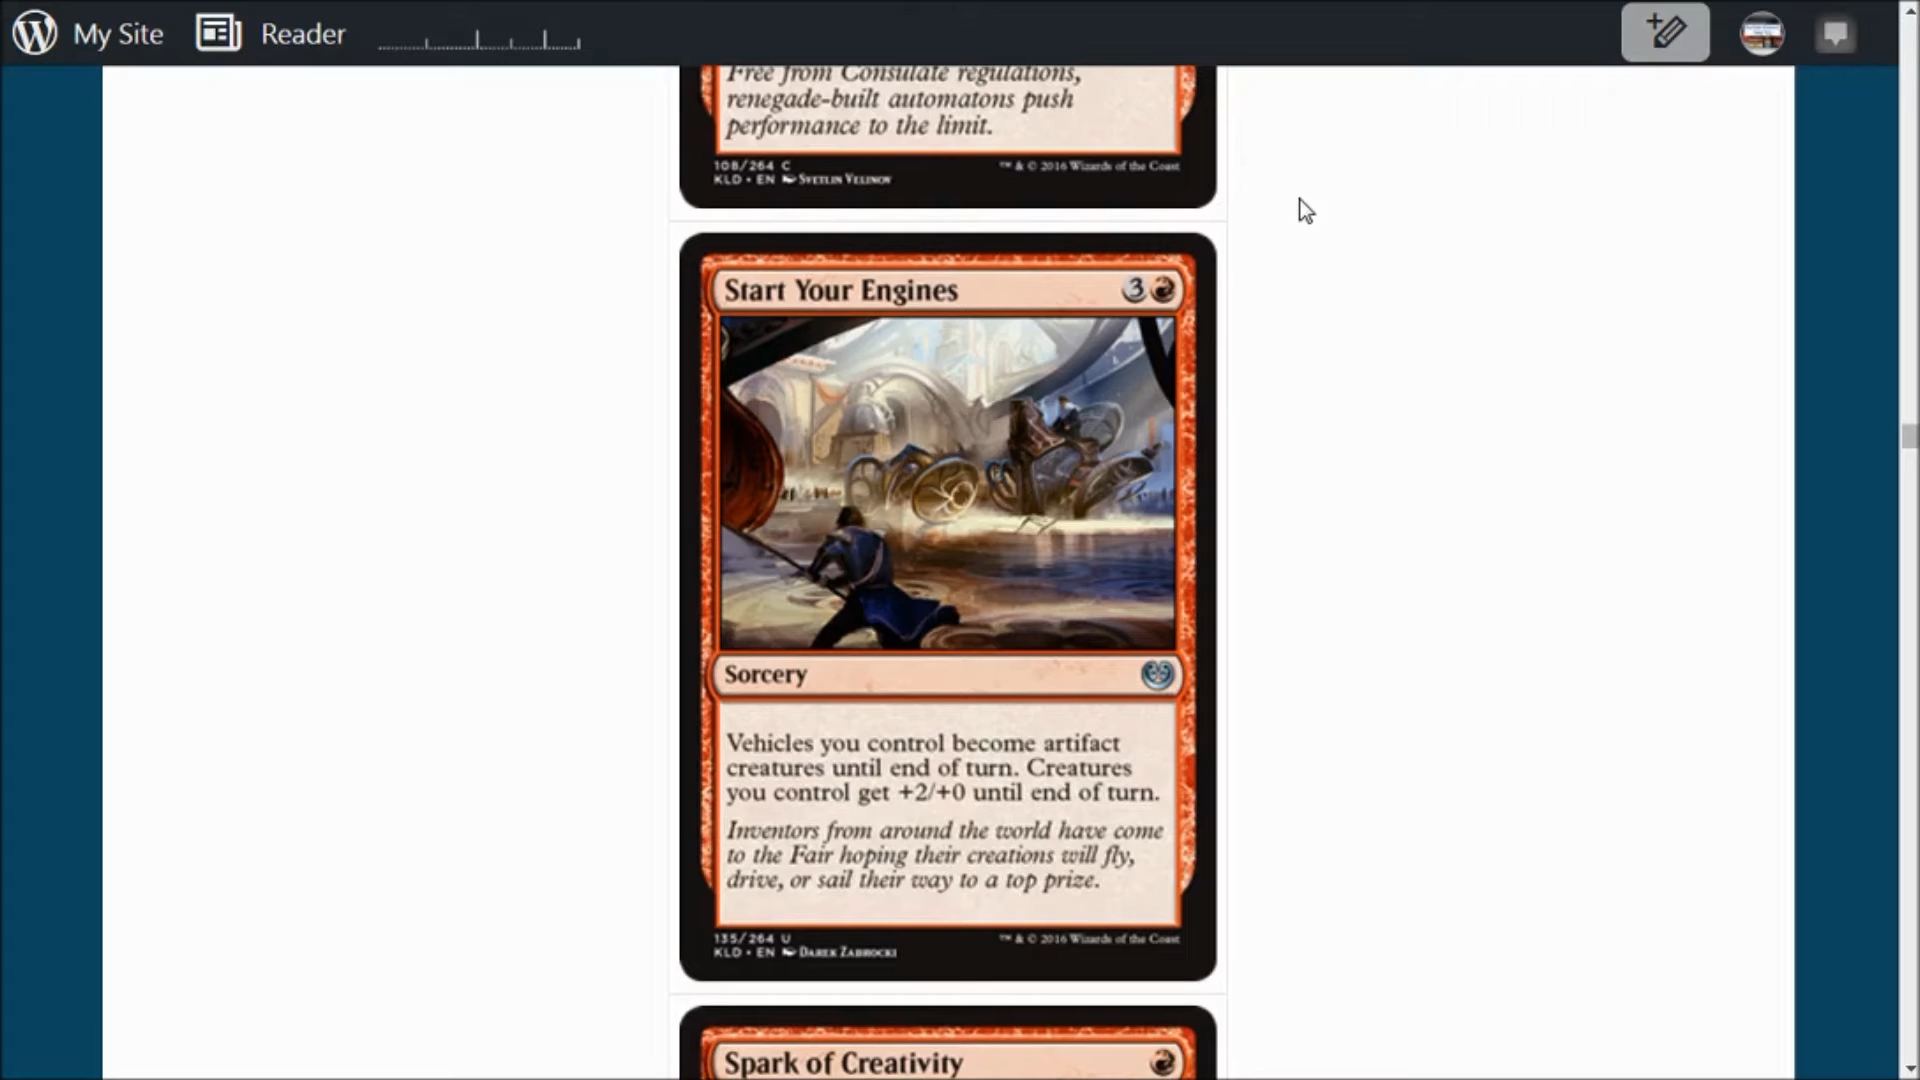 My Site
Reader
Free from Consulate regulations,
renegade-built automatons push
performance to the limit.
108/264 C
™ & © 2016 Wizards of the Coast
KLD • EN Svetlin Velinov
Start Your Engines
3
Sorcery
Vehicles you control become artifact
creatures until end of turn. Creatures
you control get +2/+0 until end of turn.
Inventors from around the world have come
to the Fair hoping their creations will fly,
drive, or sail their way to a top prize.
135/264 U
™ & © 2016 Wizards of the Coast
KLD • EN Darek Zabrocki
Spark of Creativity